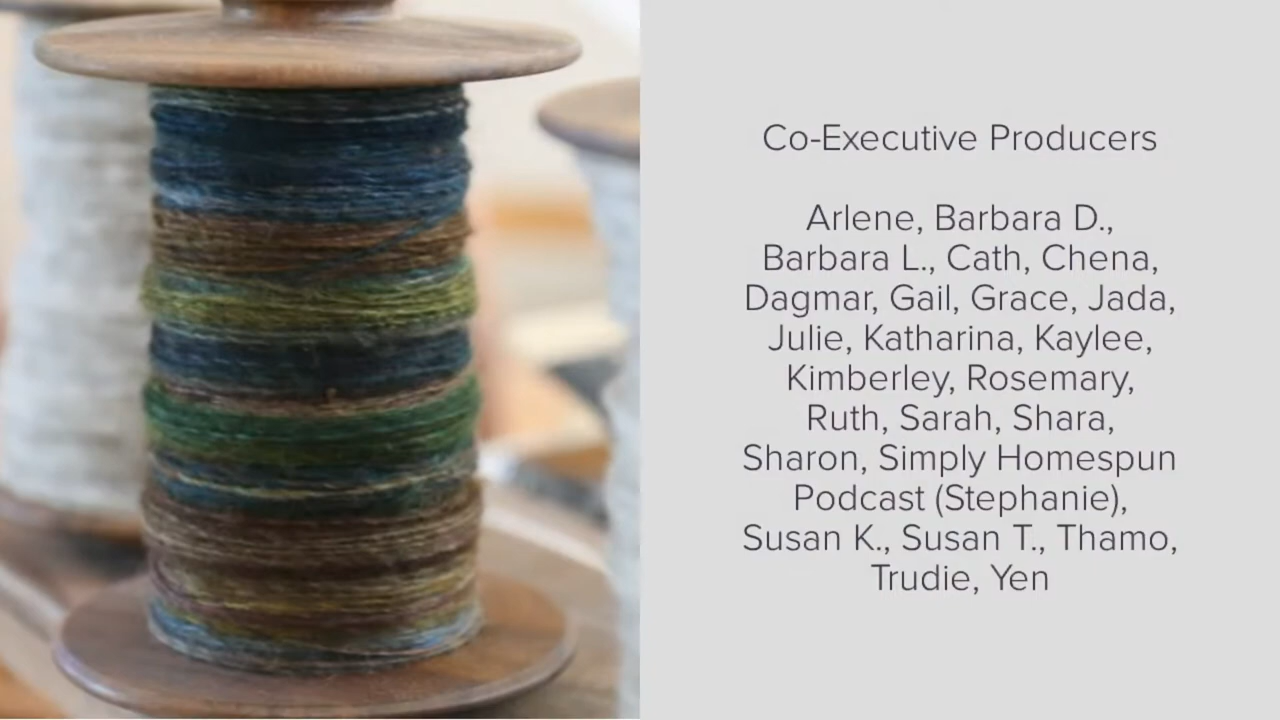 Co-Executive Producers
Arlene, Barbara D.,
Barbara L., Cath, Chena,
Dagmar, Gail, Grace, Jada,
Julie, Katharina, Kaylee,
Kimberley, Rosemary,
Ruth, Sarah, Shara,
Sharon, Simply Homespun
Podcast (Stephanie),
Susan K., Susan T., Thamo,
Trudie, Yen